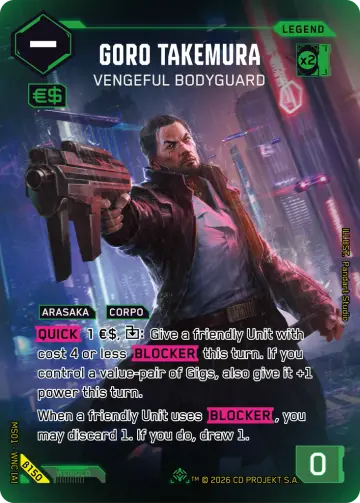 LEGEND
GORO TAKEMURA
VENGEFUL BODYGUARD
x2
€$
ARASAKA CORPO
QUICK 1 €$, : Give a friendly Unit with
cost 4 or less BLOCKER this turn. If you
control a value-pair of Gigs, also give it +1
power this turn.
When a friendly Unit uses BLOCKER, you
may discard 1. If you do, draw 1.
0
™ © 2026 CD PROJEKT S.A.
β150